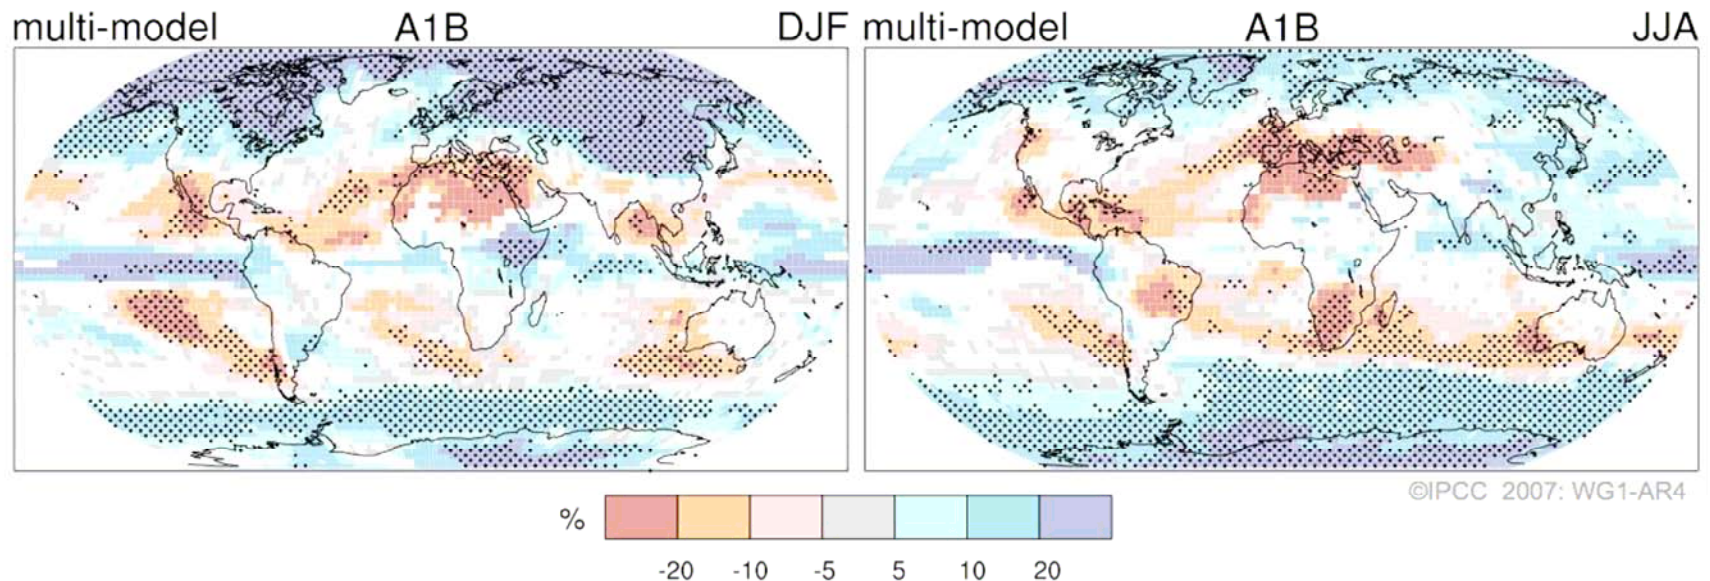 multi-model A1B DJF
multi-model A1B JJA
©IPCC 2007: WG1-AR4
%
-20 -10 -5 5 10 20